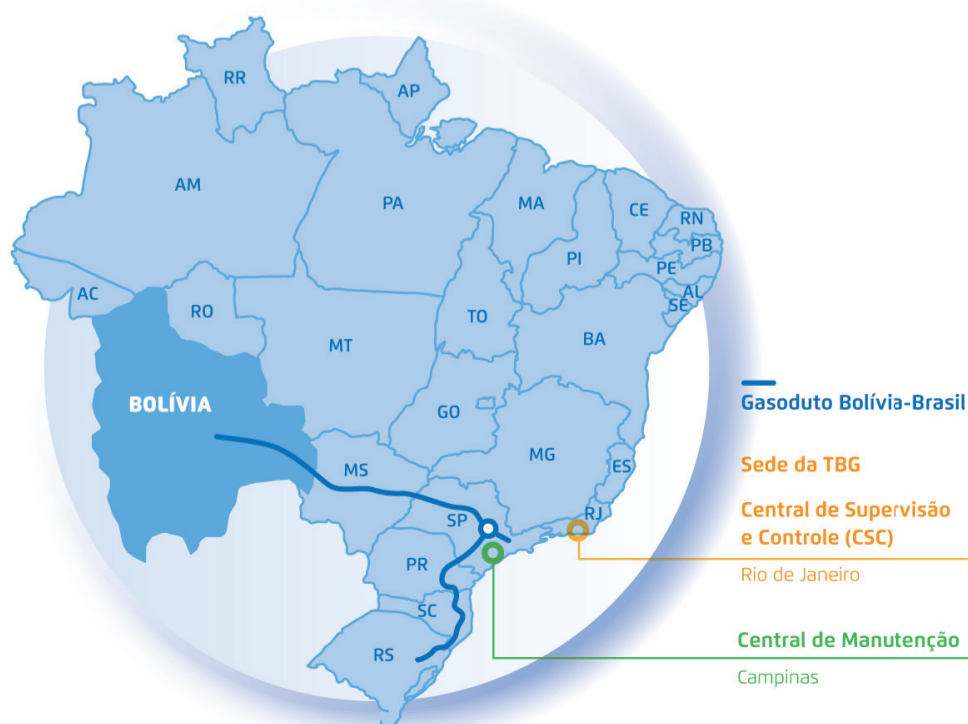 RR
AP
AM
PA
MA
CE
RN
PB
PI
PE
AL
SE
AC
RO
TO
BA
MT
BOLÍVIA
GO
Gasoduto Bolívia-Brasil
MG
ES
MS
Sede da TBG
SP
RJ
Central de Supervisão
e Controle (CSC)
PR
Rio de Janeiro
SC
RS
Central de Manutenção
Campinas